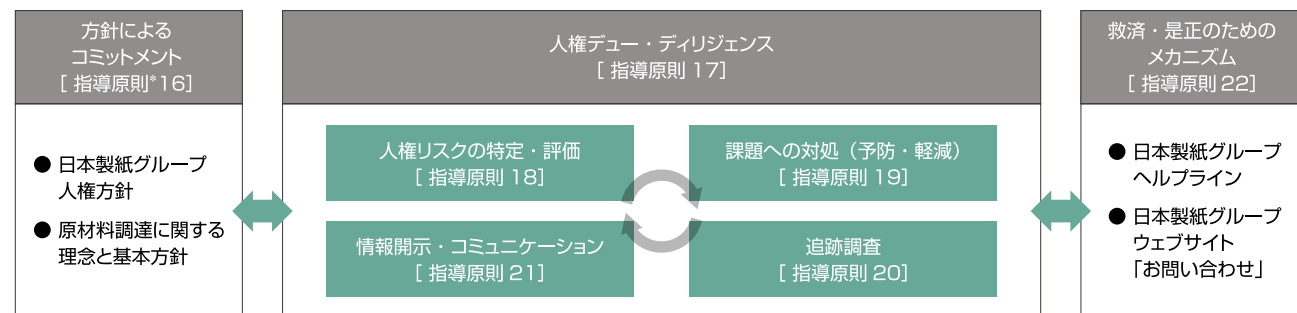 方針による
コミットメント
[ 指導原則*16]
● 日本製紙グループ
人権方針
● 原材料調達に関する
理念と基本方針
人権デュー・ディリジェンス
[ 指導原則 17]
人権リスクの特定・評価
[ 指導原則 18]
課題への対処（予防・軽減）
[ 指導原則 19]
情報開示・コミュニケーション
[ 指導原則 21]
追跡調査
[ 指導原則 20]
救済・是正のための
メカニズム
[ 指導原則 22]
● 日本製紙グループ
ヘルプライン
● 日本製紙グループ
ウェブサイト
「お問い合わせ」